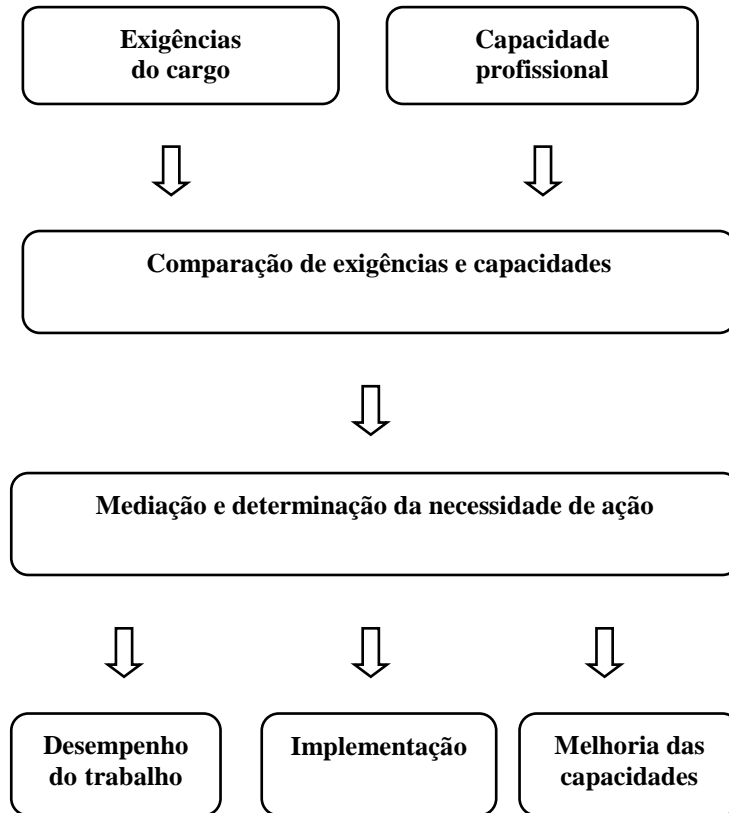 Exigências
do cargo
Capacidade
profissional
Comparação de exigências e capacidades
Mediação e determinação da necessidade de ação
Desempenho
do trabalho
Implementação
Melhoria das
capacidades